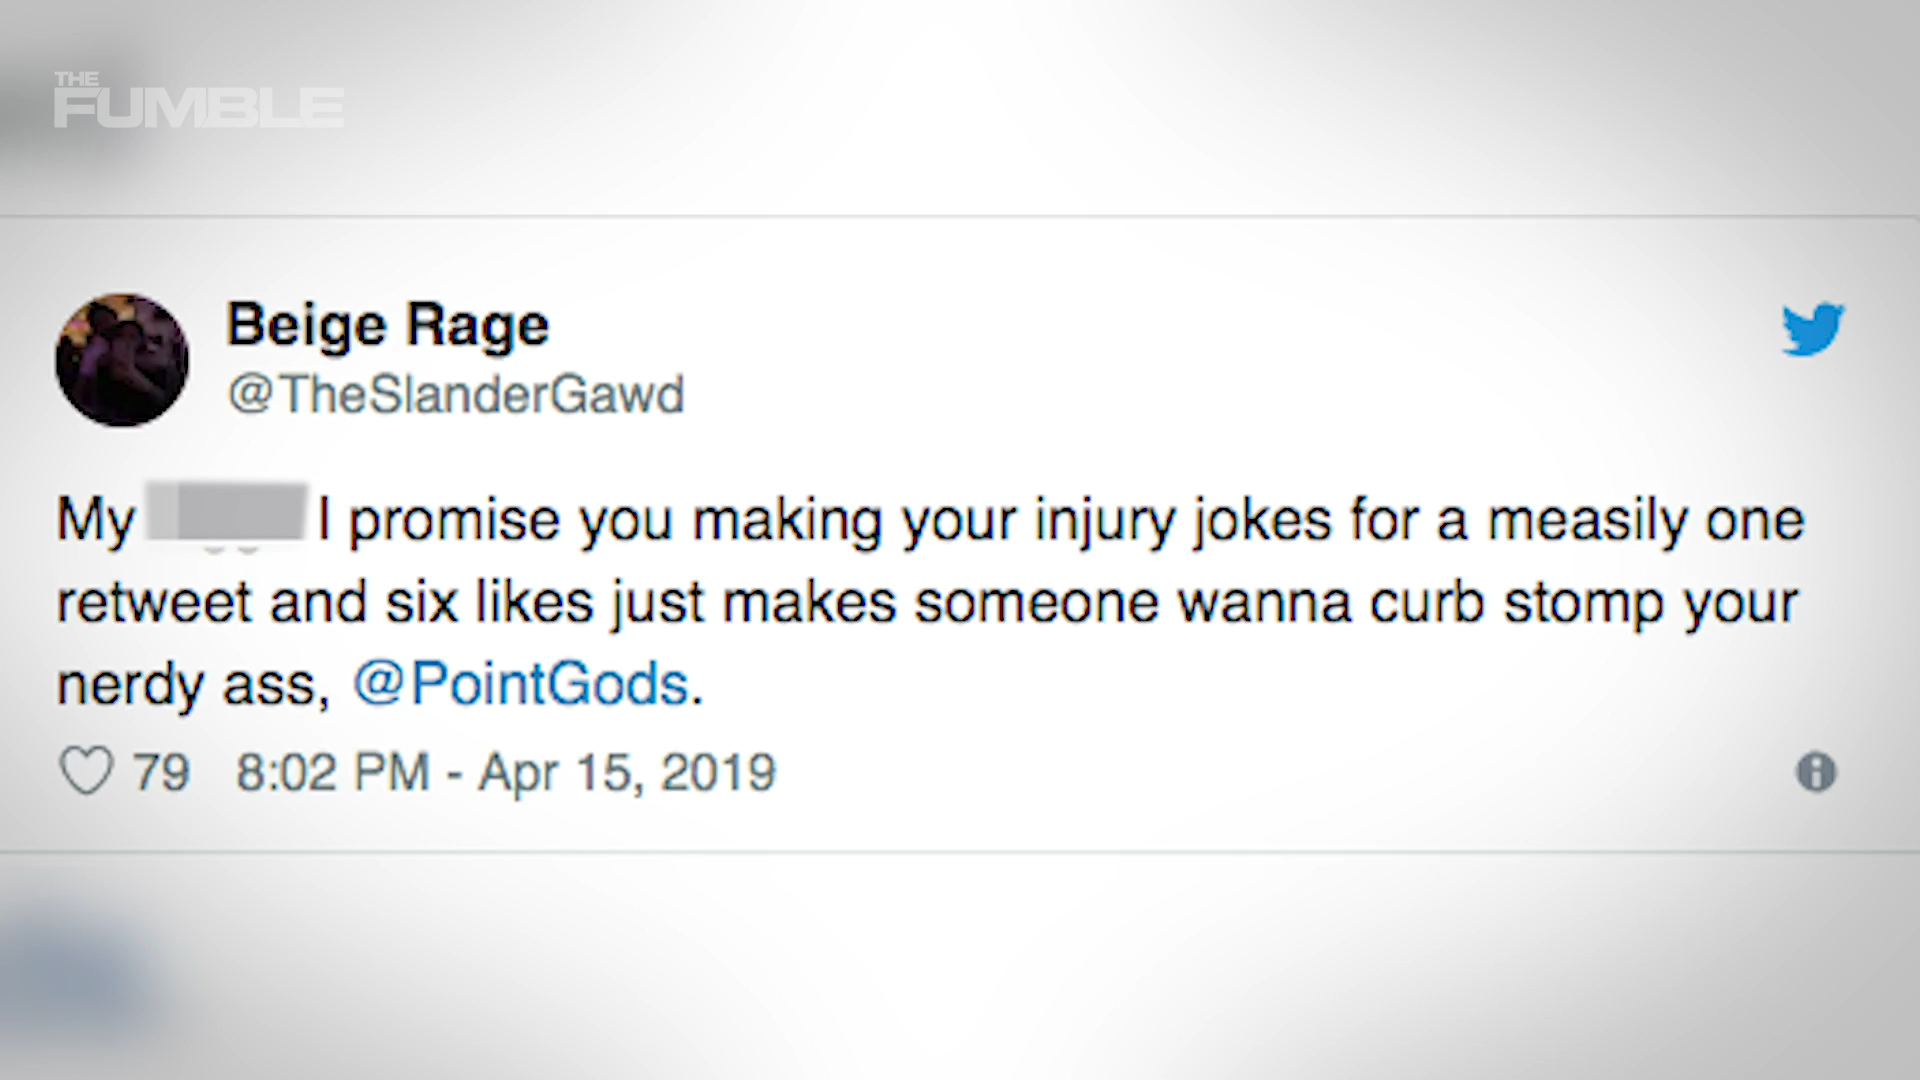 THE
FUMBLE
Beige Rage
@TheSlanderGawd
My I promise you making your injury jokes for a measily one
retweet and six likes just makes someone wanna curb stomp your
nerdy ass, @PointGods.
79 8:02 PM - Apr 15, 2019